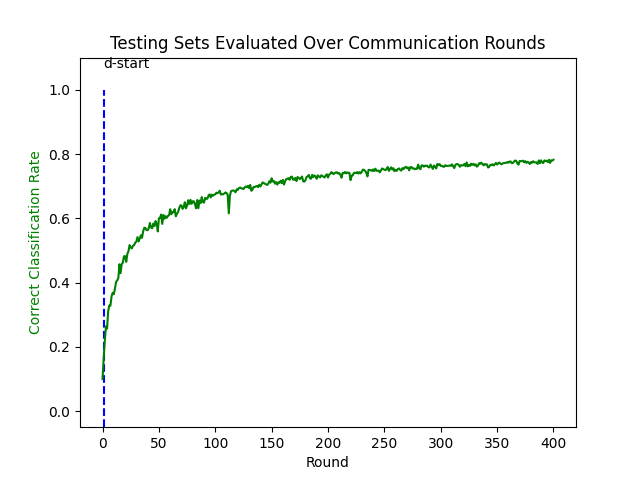 Testing Sets Evaluated Over Communication Rounds
d-start
1.0
0.8
0.6
0.4
0.2
0.0
Correct Classification Rate
0 50 100 150 200 250 300 350 400
Round